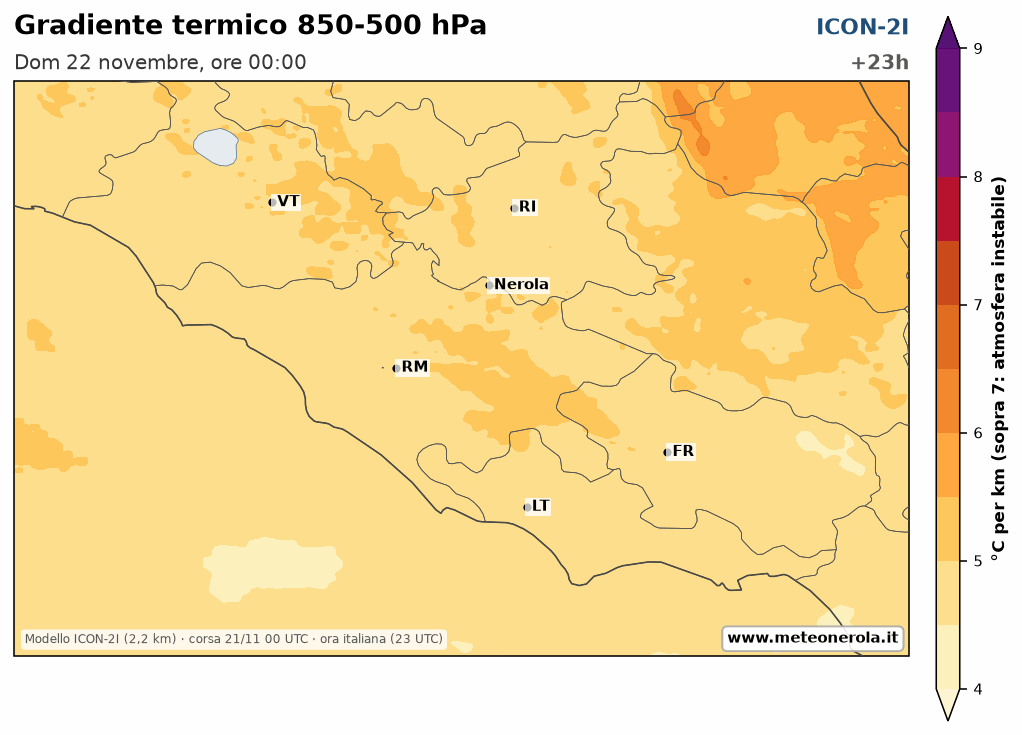 Gradiente termico 850-500 hPa
ICON-2I
Dom 22 novembre, ore 00:00
+23h
VT
RI
Nerola
RM
FR
LT
Modello ICON-2I (2,2 km) · corsa 21/11 00 UTC · ora italiana (23 UTC)
www.meteonerola.it
9
8
7
6
5
4
°C per km (sopra 7: atmosfera instabile)